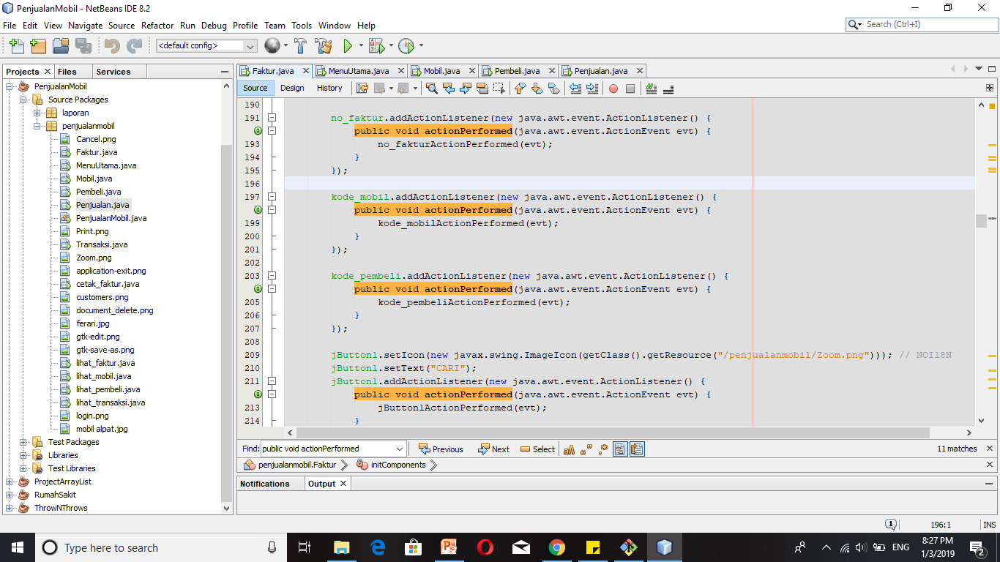 PenjualanMobil - NetBeans IDE 8.2
File Edit View Navigate Source Refactor Run Debug Profile Team Tools Window Help
Search (Ctrl+I)
<default config>
Projects Files Services
PenjualanMobil
Source Packages
laporan
penjualanmobil
Cancel.png
Faktur.java
MenuUtama.java
Mobil.java
Pembeli.java
Penjualan.java
PenjualanMobil.java
Print.png
Transaksi.java
Zoom.png
application-exit.png
cetak_faktur.java
customers.png
document_delete.png
ferari.jpg
gtk-edit.png
gtk-save-as.png
lihat_faktur.java
lihat_mobil.java
lihat_pembeli.java
lihat_transaksi.java
login.png
mobil alpat.jpg
Test Packages
Libraries
Test Libraries
ProjectArrayList
RumahSakit
ThrowNThrows
Faktur.java MenuUtama.java Mobil.java Pembeli.java Penjualan.java
Source Design History
190
191 no_faktur.addActionListener(new java.awt.event.ActionListener() {
public void actionPerformed(java.awt.event.ActionEvent evt) {
193 no_fakturActionPerformed(evt);
194 }
195 });
196
197 kode_mobil.addActionListener(new java.awt.event.ActionListener() {
public void actionPerformed(java.awt.event.ActionEvent evt) {
199 kode_mobilActionPerformed(evt);
200 }
201 });
202
203 kode_pembeli.addActionListener(new java.awt.event.ActionListener() {
public void actionPerformed(java.awt.event.ActionEvent evt) {
205 kode_pembeliActionPerformed(evt);
206 }
207 });
208
209 jButton1.setIcon(new javax.swing.ImageIcon(getClass().getResource("/penjualanmobil/Zoom.png"))); // NOI18N
210 jButton1.setText("CARI");
211 jButton1.addActionListener(new java.awt.event.ActionListener() {
public void actionPerformed(java.awt.event.ActionEvent evt) {
213 jButton1ActionPerformed(evt);
214 }
Find: public void actionPerformed Previous Next Select aA 11 matches
penjualanmobil.Faktur initComponents
Notifications Output
1 196:1 INS
Type here to search
ENG
8:27 PM
1/3/2019
2